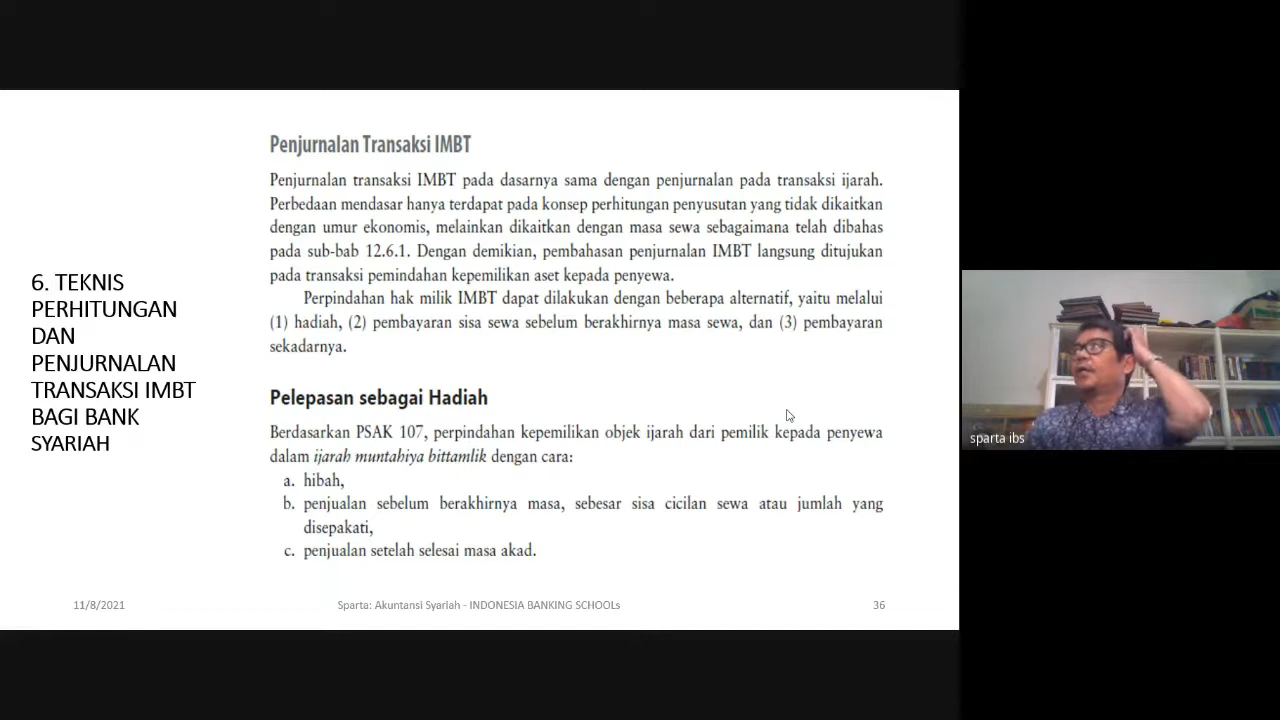 Penjurnalan Transaksi IMBT
Penjurnalan transaksi IMBT pada dasarnya sama dengan penjurnalan pada transaksi ijarah.
Perbedaan mendasar hanya terdapat pada konsep perhitungan penyusutan yang tidak dikaitkan
dengan umur ekonomis, melainkan dikaitkan dengan masa sewa sebagaimana telah dibahas
pada sub-bab 12.6.1. Dengan demikian, pembahasan penjurnalan IMBT langsung ditujukan
pada transaksi pemindahan kepemilikan aset kepada penyewa.
Perpindahan hak milik IMBT dapat dilakukan dengan beberapa alternatif, yaitu melalui
(1) hadiah, (2) pembayaran sisa sewa sebelum berakhirnya masa sewa, dan (3) pembayaran
sekadarnya.
6. TEKNIS
PERHITUNGAN
DAN
PENJURNALAN
TRANSAKSI IMBT
BAGI BANK
SYARIAH
Pelepasan sebagai Hadiah
Berdasarkan PSAK 107, perpindahan kepemilikan objek ijarah dari pemilik kepada penyewa
dalam ijarah muntahiya bittamlik dengan cara:
a. hibah,
b. penjualan sebelum berakhirnya masa, sebesar sisa cicilan sewa atau jumlah yang
disepakati,
c. penjualan setelah selesai masa akad.
11/8/2021
Sparta: Akuntansi Syariah - INDONESIA BANKING SCHOOLs
36
sparta ibs